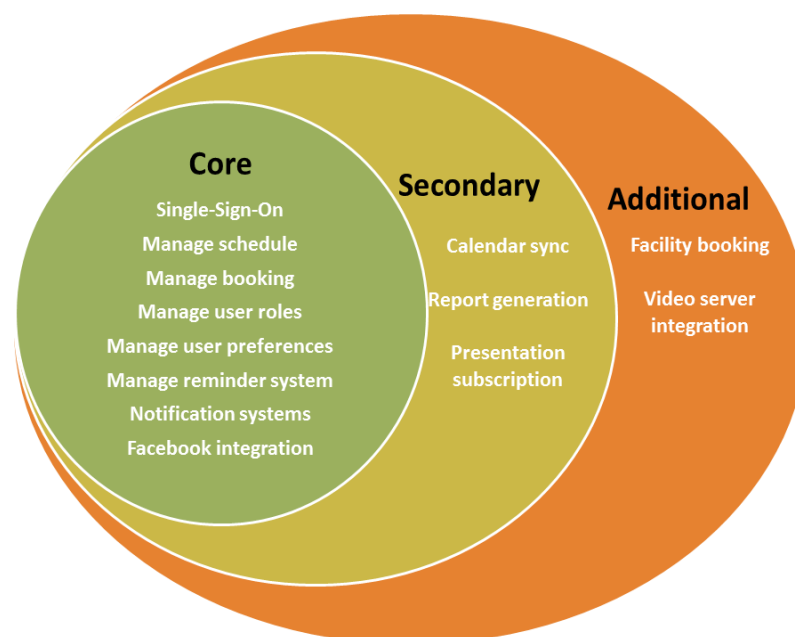 Core
Single-Sign-On
Manage schedule
Manage booking
Manage user roles
Manage user preferences
Manage reminder system
Notification systems
Facebook integration
Secondary
Calendar sync
Report generation
Presentation
subscription
Additional
Facility booking
Video server
integration